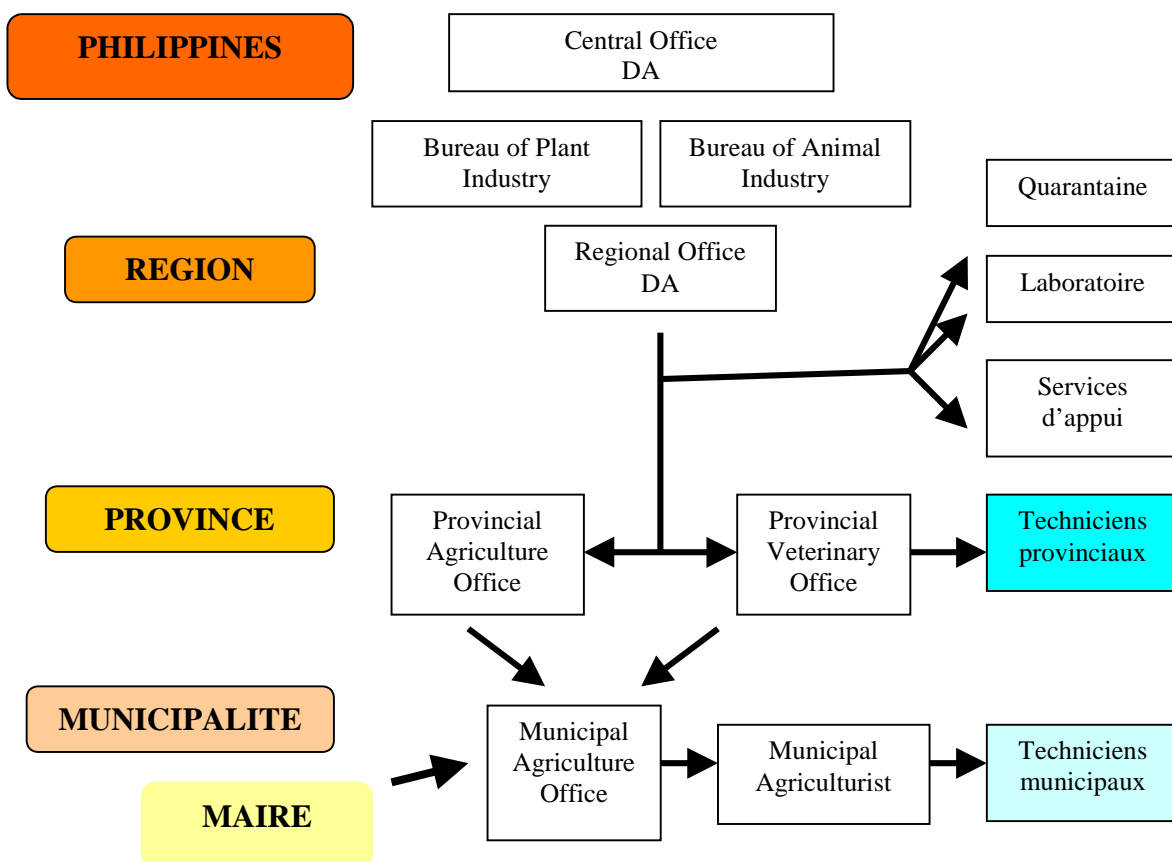 PHILIPPINES
Central Office
DA
Bureau of Plant
Industry
Bureau of Animal
Industry
Quarantaine
REGION
Regional Office
DA
Laboratoire
Services
d’appui
PROVINCE
Provincial
Agriculture
Office
Provincial
Veterinary
Office
Techniciens
provinciaux
MUNICIPALITE
Municipal
Agriculture
Office
Municipal
Agriculturist
Techniciens
municipaux
MAIRE